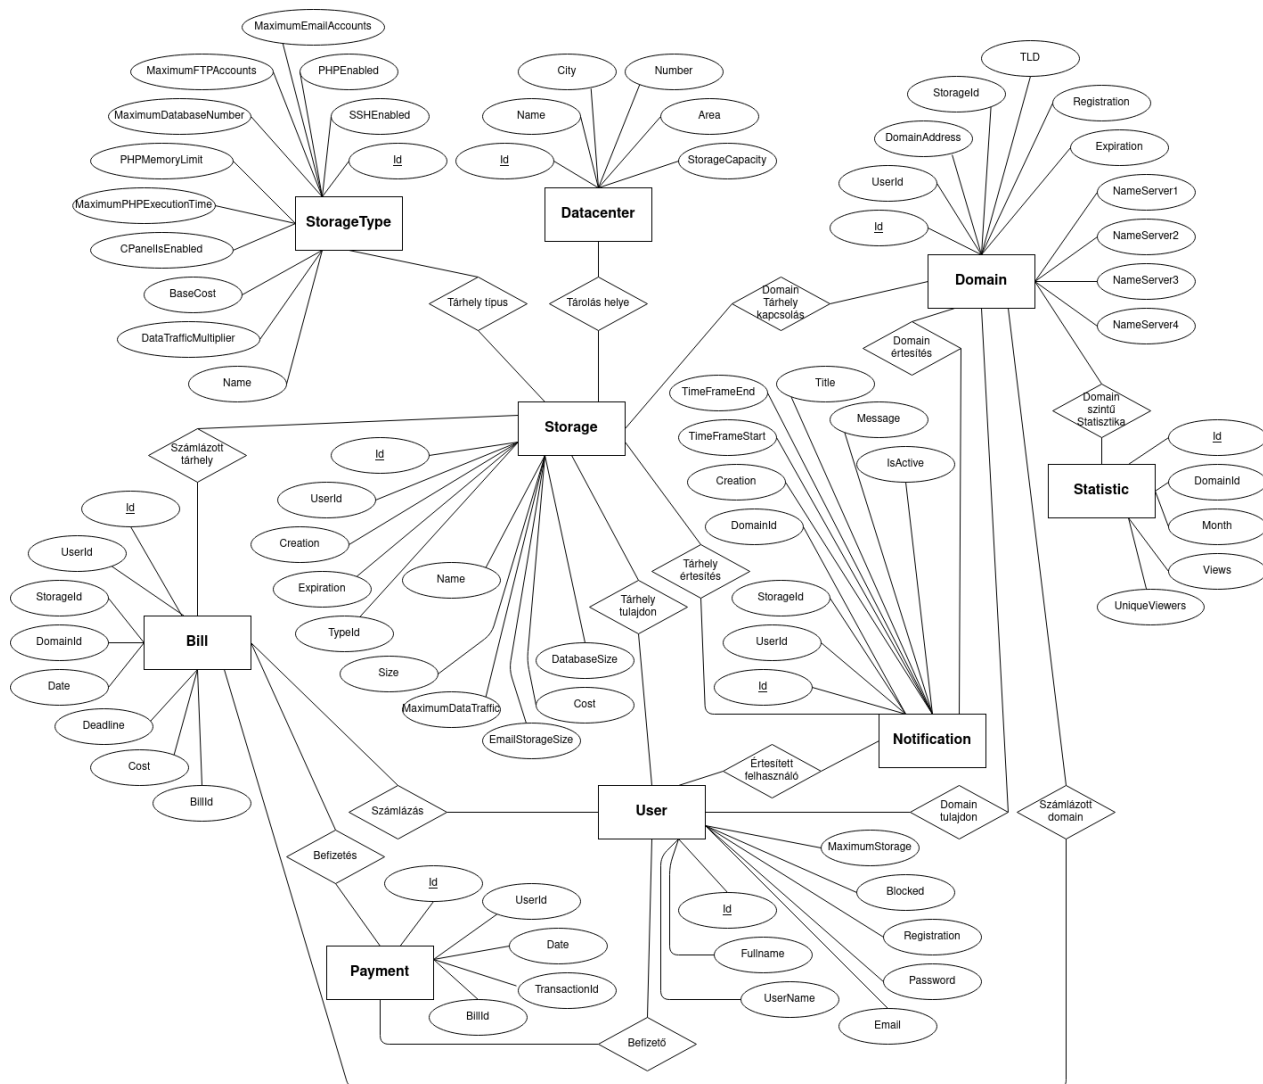 MaximumEmailAccounts
MaximumFTPAccounts
PHPEnabled
MaximumDatabaseNumber
SSHEnabled
PHPMemoryLimit
Id
MaximumPHPExecutionTime
StorageType
CPanelIsEnabled
BaseCost
DataTrafficMultiplier
Name
City
Number
Name
Area
Id
StorageCapacity
Datacenter
TLD
StorageId
Registration
DomainAddress
Expiration
UserId
NameServer1
Id
NameServer2
Domain
NameServer3
NameServer4
Tárhely típus
Tárolás helye
Domain
Tárhely
kapcsolás
Domain
értesítés
Domain
szintű
Statisztika
TimeFrameEnd
Title
TimeFrameStart
Message
Creation
IsActive
DomainId
StorageId
UserId
Id
Notification
Id
Statistic
DomainId
Month
Views
UniqueViewers
Storage
Számlázott
tárhely
Id
UserId
Creation
Expiration
TypeId
Name
Size
MaximumDataTraffic
EmailStorageSize
Cost
DatabaseSize
Tárhely
értesítés
Tárhely
tulajdon
Id
UserId
StorageId
Bill
DomainId
Date
Deadline
Cost
BillId
Számlázás
Befizetés
Értesített
felhasználó
User
Domain
tulajdon
Számlázott
domain
MaximumStorage
Blocked
Id
Registration
Fullname
Password
UserName
Email
Id
UserId
Date
Payment
TransactionId
BillId
Befizető